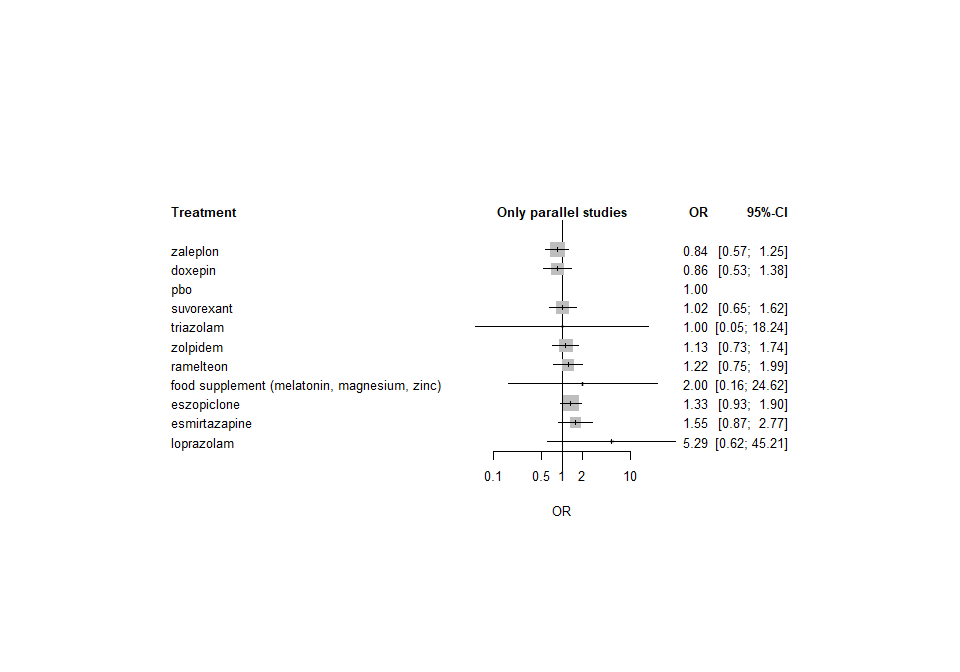 Treatment Only parallel studies OR 95%-CI
zaleplon 0.84 [0.57; 1.25]
doxepin 0.86 [0.53; 1.38]
pbo 1.00
suvorexant 1.02 [0.65; 1.62]
triazolam 1.00 [0.05; 18.24]
zolpidem 1.13 [0.73; 1.74]
ramelteon 1.22 [0.75; 1.99]
food supplement (melatonin, magnesium, zinc) 2.00 [0.16; 24.62]
eszopiclone 1.33 [0.93; 1.90]
esmirtazapine 1.55 [0.87; 2.77]
loprazolam 5.29 [0.62; 45.21]
0.1 0.5 1 2 10
OR